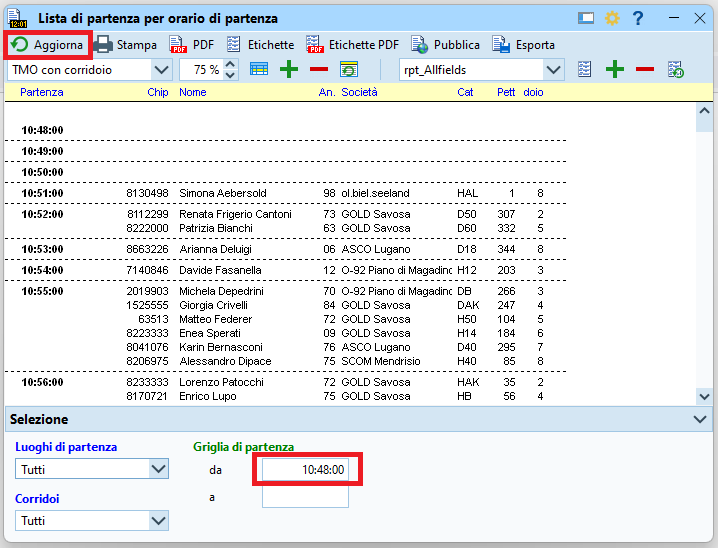 12:01 Lista di partenza per orario di partenza ?
Aggiorna Stampa PDF PDF Etichette PDF Etichette PDF Pubblica Esporta
TMO con corridoio 75 % rpt_Allfields
Partenza Chip Nome An. Società Cat Pett doio
10:48:00
10:49:00
10:50:00
10:51:00 8130498 Simona Aebersold 98 ol.biel.seeland HAL 1 8
10:52:00 8112299 Renata Frigerio Cantoni 73 GOLD Savosa D50 307 2
8222000 Patrizia Bianchi 63 GOLD Savosa D60 332 5
10:53:00 8663226 Arianna Deluigi 06 ASCO Lugano D18 344 8
10:54:00 7140846 Davide Fasanella 12 O-92 Piano di Magadino H12 203 3
10:55:00 2019903 Michela Depedrini 70 O-92 Piano di Magadino DB 266 3
1525555 Giorgia Crivelli 84 GOLD Savosa DAK 247 4
63513 Matteo Federer 72 GOLD Savosa H50 104 5
8223333 Enea Sperati 09 GOLD Savosa H14 184 6
8041076 Karin Bernasconi 76 ASCO Lugano D40 295 7
8206975 Alessandro Dipace 75 SCOM Mendrisio H40 85 8
10:56:00 8233333 Lorenzo Patocchi 72 GOLD Savosa HAK 35 2
8170721 Enrico Lupo 75 GOLD Savosa HB 56 4
Selezione
Luoghi di partenza Griglia di partenza
Tutti da 10:48:00
Corridoi a
Tutti